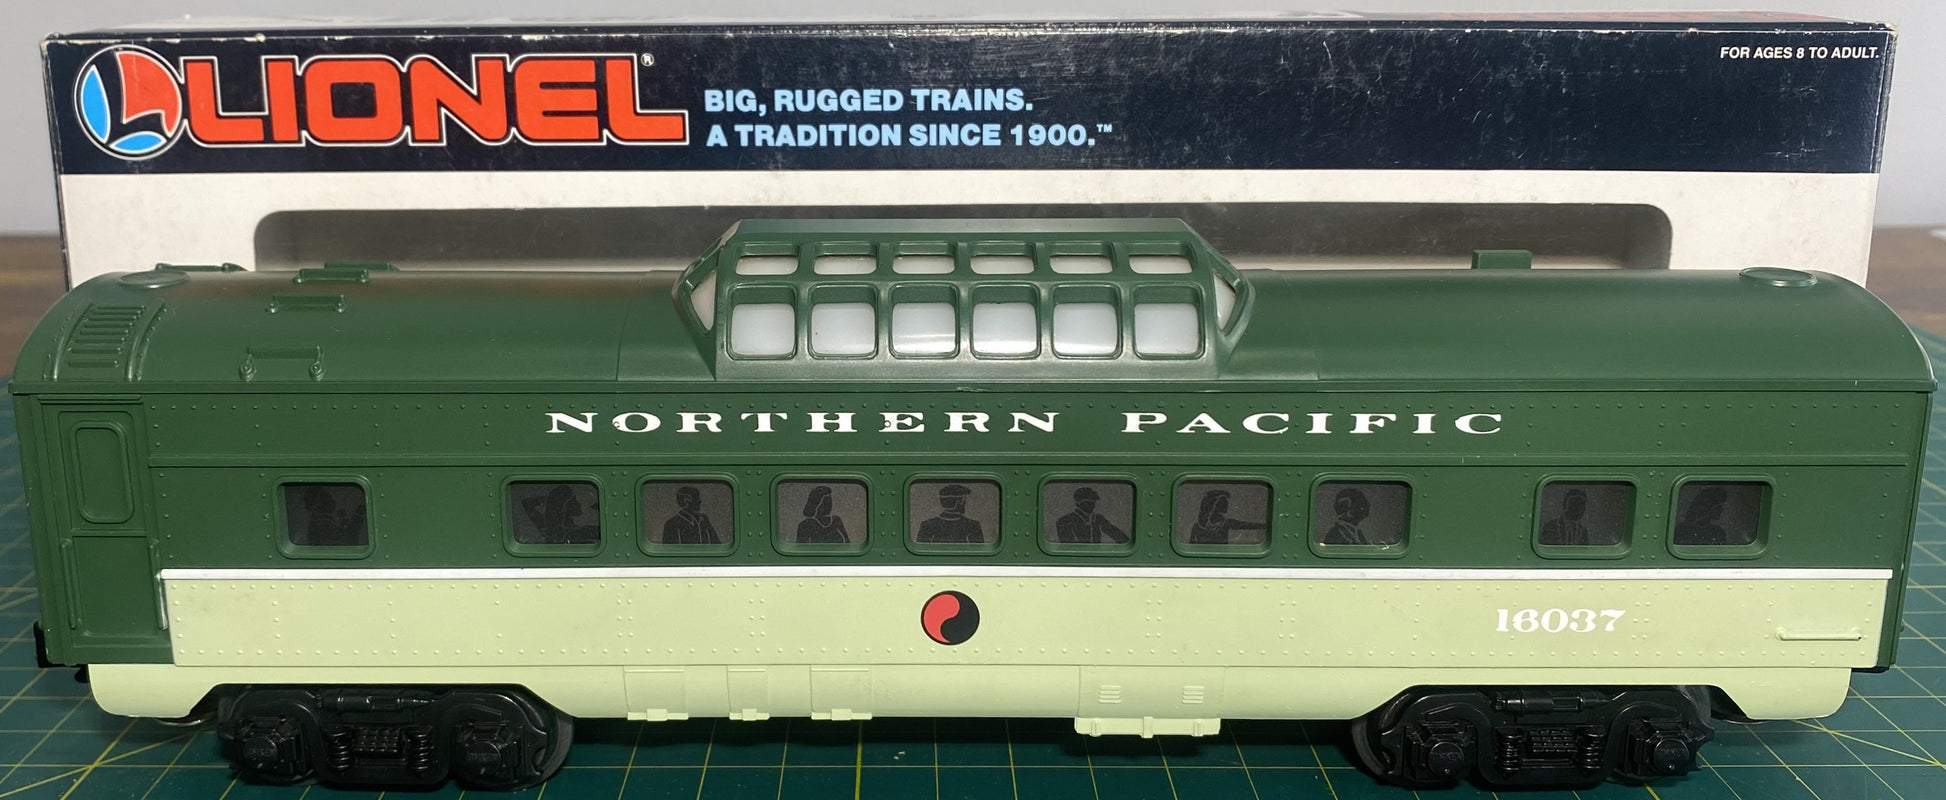 LIONEL®
BIG, RUGGED TRAINS.
A TRADITION SINCE 1900.™
FOR AGES 8 TO ADULT.
NORTHERN PACIFIC
16037